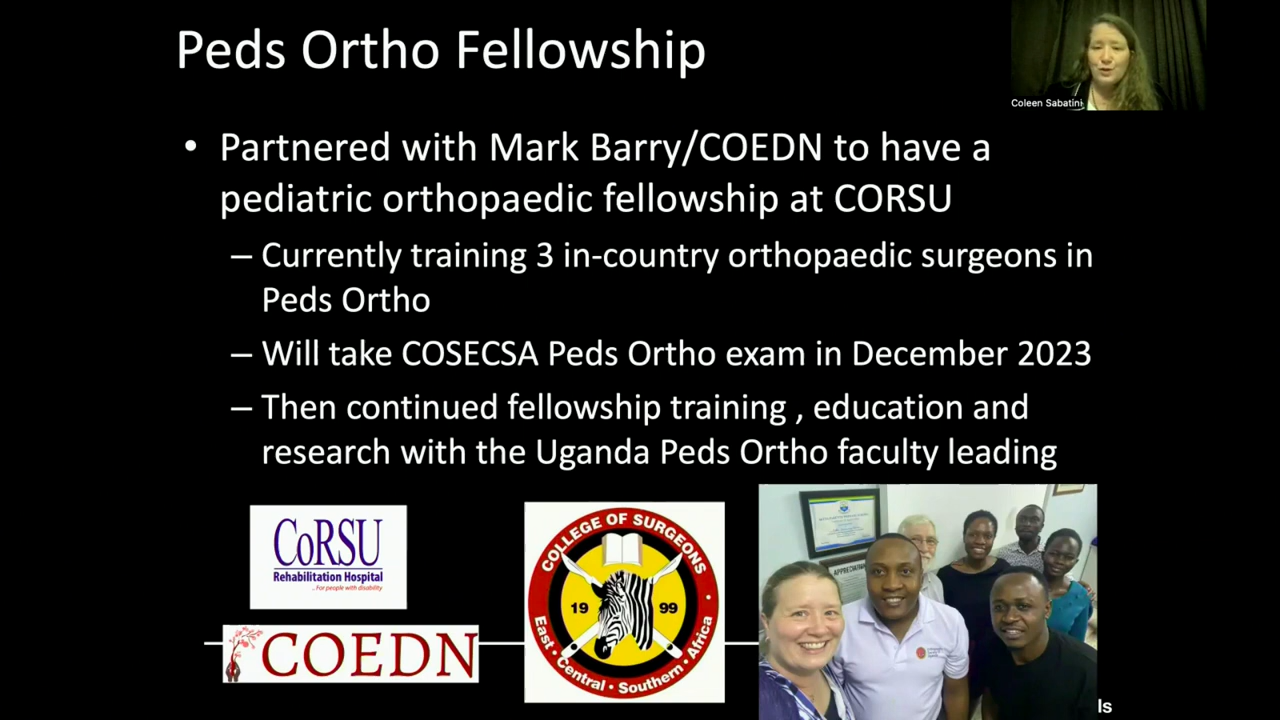 Peds Ortho Fellowship
Coleen Sabatini
• Partnered with Mark Barry/COEDN to have a
pediatric orthopaedic fellowship at CORSU
– Currently training 3 in-country orthopaedic surgeons in
Peds Ortho
– Will take COSECSA Peds Ortho exam in December 2023
– Then continued fellowship training , education and
research with the Uganda Peds Ortho faculty leading
CoRSU
Rehabilitation Hospital
.. For people with disability
COEDN
COLLEGE OF SURGEONS
19 99
East • Central • Southern • Africa
APPRECIATION
ls